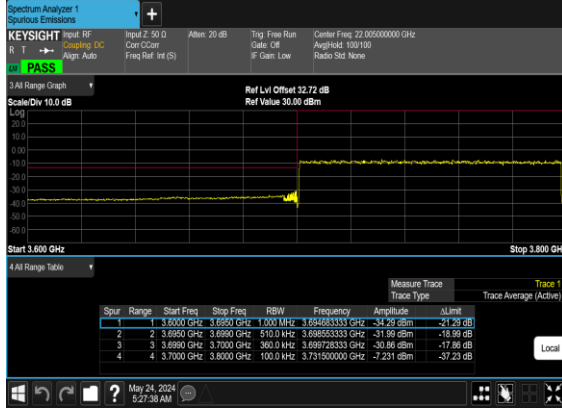 Spectrum Analyzer 1
Spurious Emissions
+
KEYSIGHT Input: RF Input Z: 50 Ω Atten: 20 dB Trig: Free Run Center Freq: 22.005000000 GHz
R T Coupling: DC Corr CCorr Gate: Off Avg|Hold: 100/100
Align: Auto Freq Ref: Int (S) IF Gain: Low Radio Std: None
LXI PASS
3 All Range Graph
Ref Lvl Offset 32.72 dB
Scale/Div 10.0 dB Ref Value 30.00 dBm
Log
20.0
10.0
0.00
-10.0
-20.0
-30.0
-40.0
-50.0
-60.0
Start 3.600 GHz Stop 3.800 GH
4 All Range Table
Measure Trace Trace 1
Trace Type Trace Average (Active)
Spur Range Start Freq Stop Freq RBW Frequency Amplitude ΔLimit
1 1 3.6000 GHz 3.6950 GHz 1.000 MHz 3.694683333 GHz -34.29 dBm -21.29 dB
2 2 3.6950 GHz 3.6990 GHz 510.0 kHz 3.698553333 GHz -31.99 dBm -18.99 dB
3 3 3.6990 GHz 3.7000 GHz 360.0 kHz 3.699728333 GHz -30.86 dBm -17.86 dB
4 4 3.7000 GHz 3.8000 GHz 100.0 kHz 3.731500000 GHz -7.231 dBm -37.23 dB
Local
? May 24, 2024
5:27:38 AM